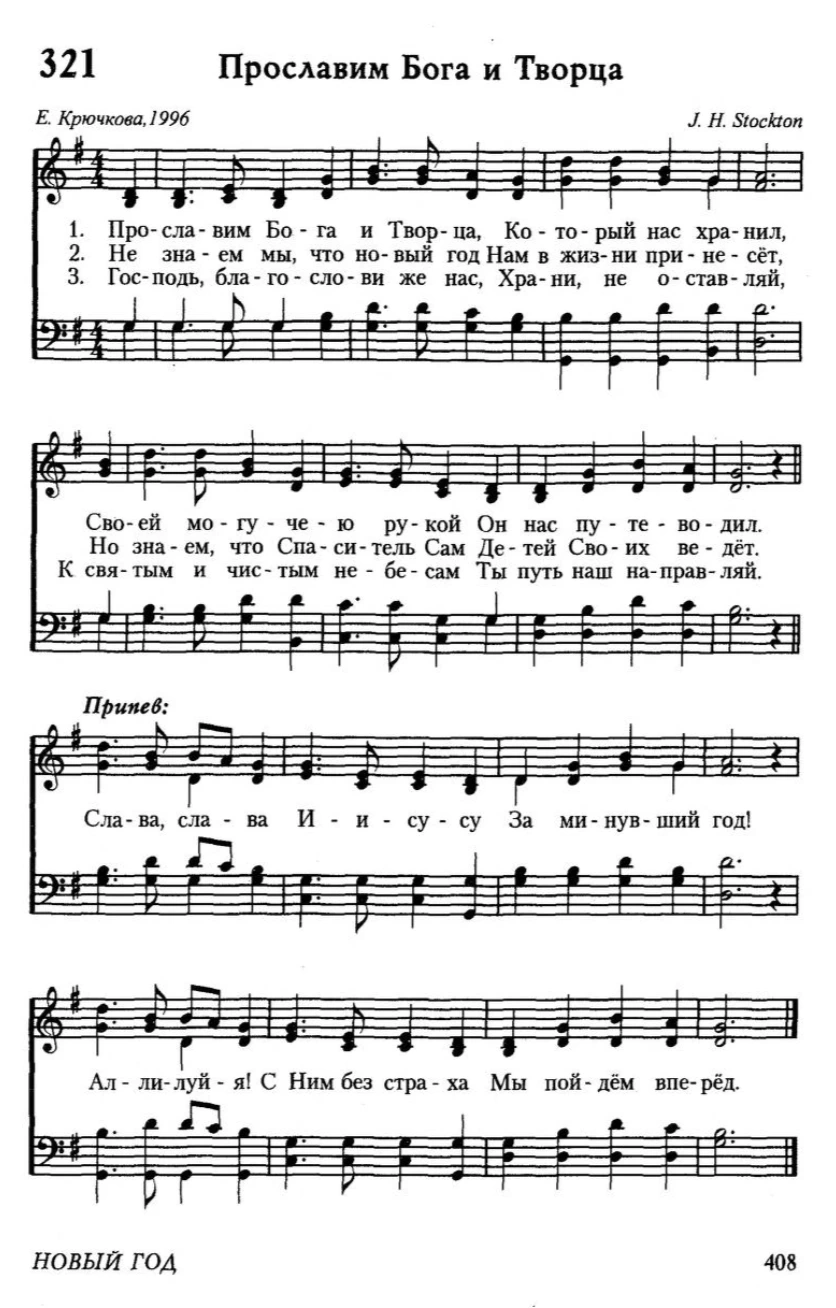 321 Прославим Бога и Творца
Е. Крючкова,1996 J. H. Stockton
4 4
1. Про-сла-вим Бо-га и Твор-ца, Ко-то-рый нас хра-нил,
2. Не зна-ем мы, что но-вый год Нам в жиз-ни при-не-сёт,
3. Гос-подь, бла-го-сло-ви же нас, Хра-ни, не о-став-ляй,
4 4
Сво-ей мо-гу-че-ю ру-кой Он нас пу-те-во-дил.
Но зна-ем, что Спа-си-тель Сам Де-тей Сво-их ве-дёт.
К свя-тым и чис-тым не-бе-сам Ты путь наш на-прав-ляй.
Припев:
Сла-ва, сла-ва И-и-су-су За ми-нув-ший год!
Ал-ли-луй-я! С Ним без стра-ха Мы пой-дём впе-рёд.
НОВЫЙ ГОД 408